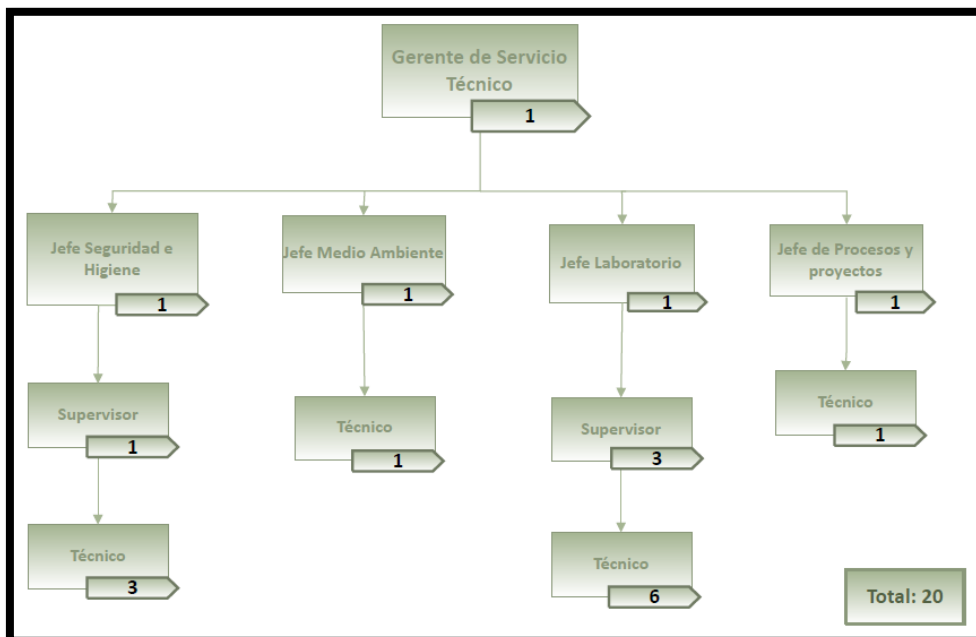 Gerente de Servicio
Técnico
1
Jefe Seguridad e
Higiene
1
Jefe Medio Ambiente
1
Jefe Laboratorio
1
Jefe de Procesos y
proyectos
1
Supervisor
1
Técnico
1
Supervisor
3
Técnico
1
Técnico
3
Técnico
6
Total: 20